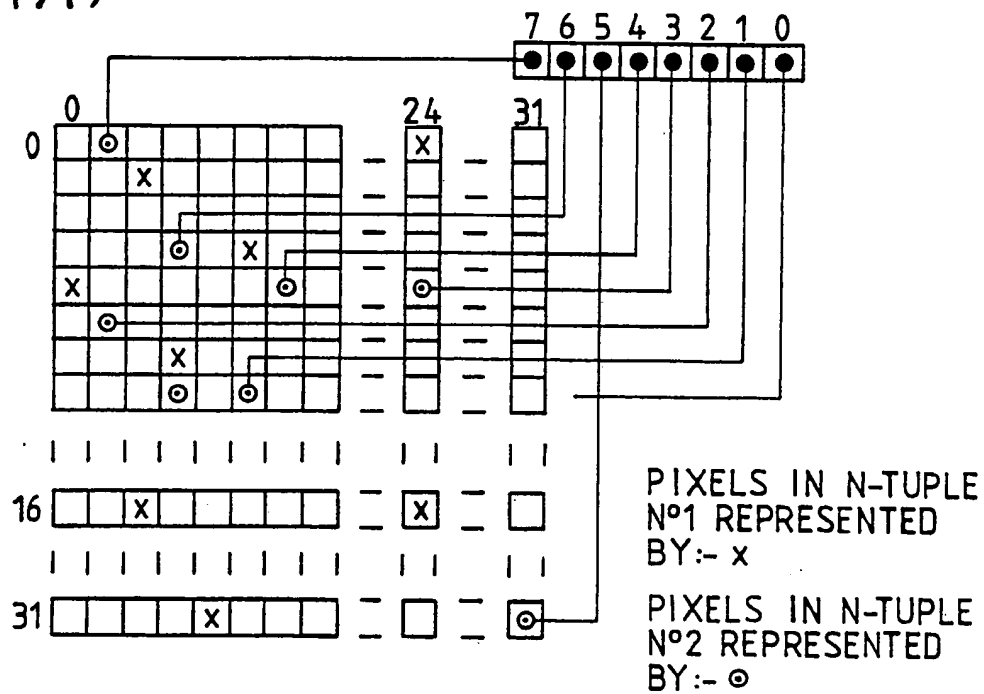 7 6 5 4 3 2 1 0
0 24 31
0 X
X
X
X
X
16 X X
31 X
PIXELS IN N-TUPLE
Nº1 REPRESENTED
BY:- X
PIXELS IN N-TUPLE
Nº2 REPRESENTED
BY:- ⊙